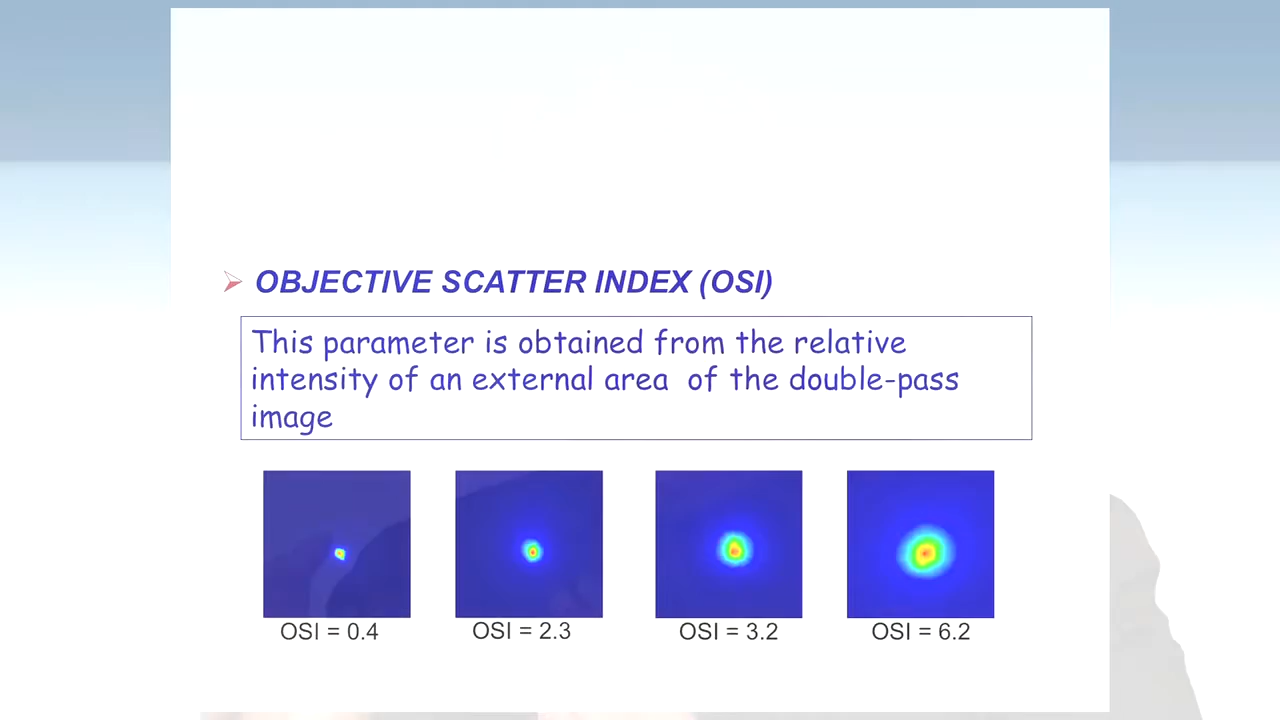 OBJECTIVE SCATTER INDEX (OSI)
This parameter is obtained from the relative
intensity of an external area of the double-pass
image
OSI = 0.4
OSI = 2.3
OSI = 3.2
OSI = 6.2